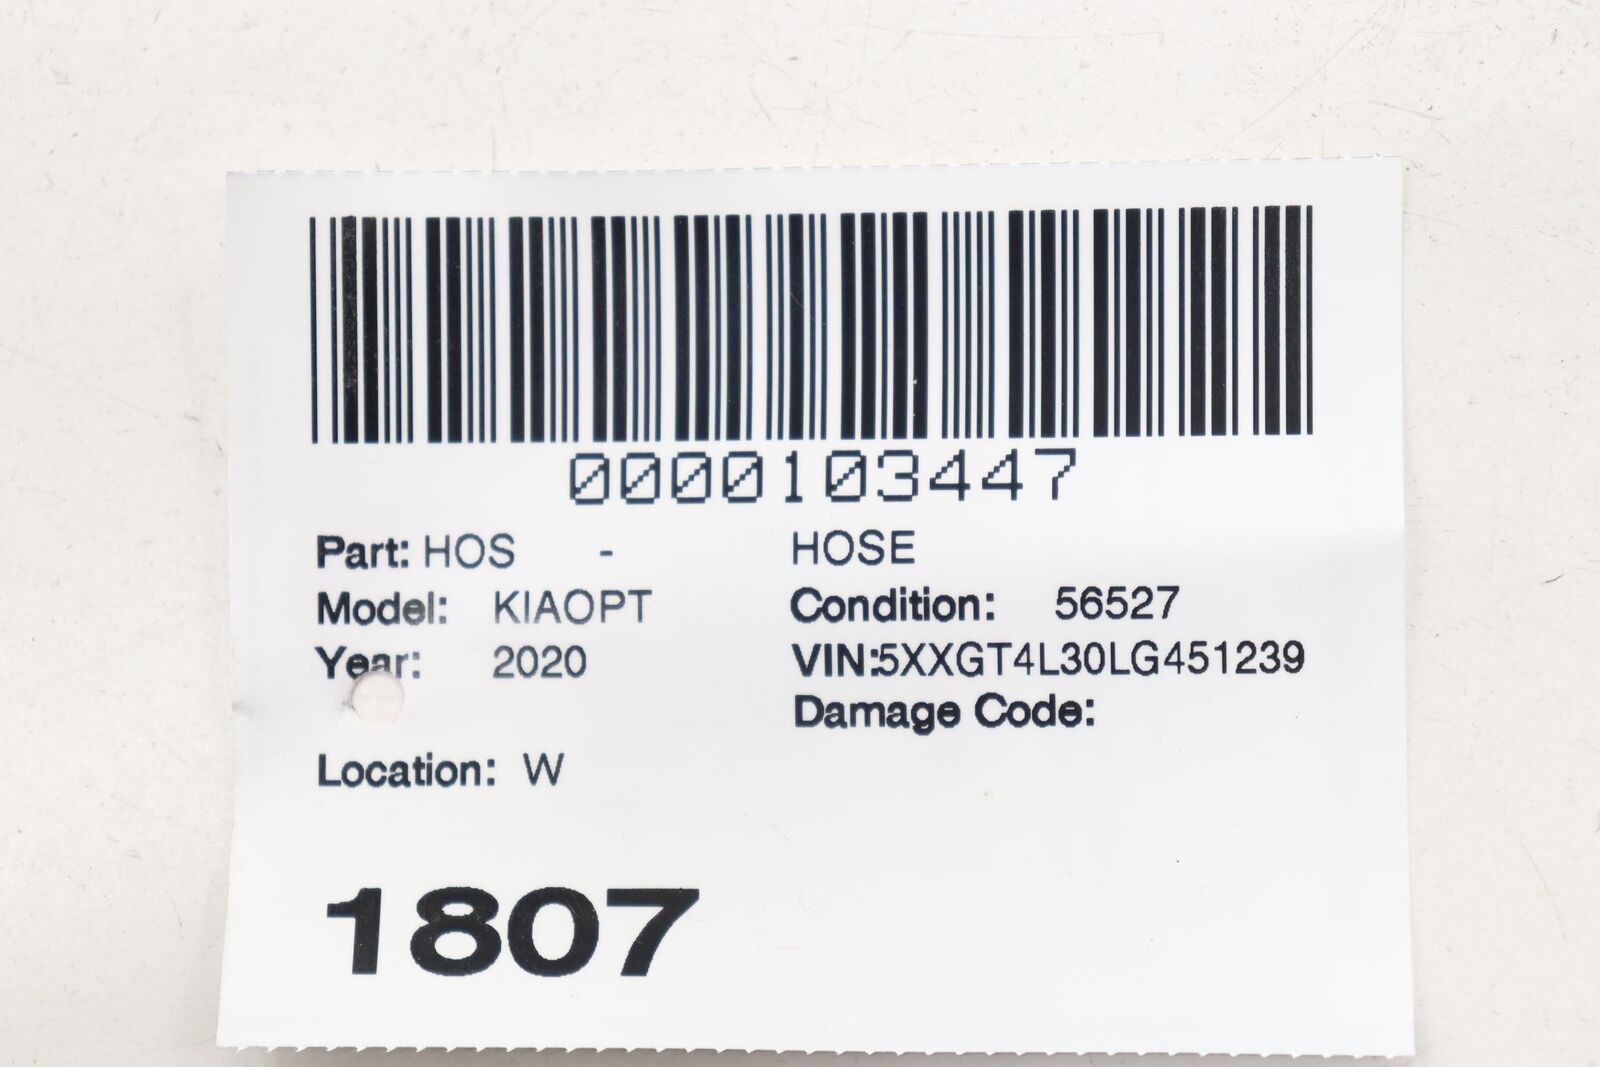 0000103447
Part: HOS - HOSE
Model: KIAOPT Condition: 56527
Year: 2020 VIN:5XXGT4L30LG451239
Damage Code:
Location: W
1807